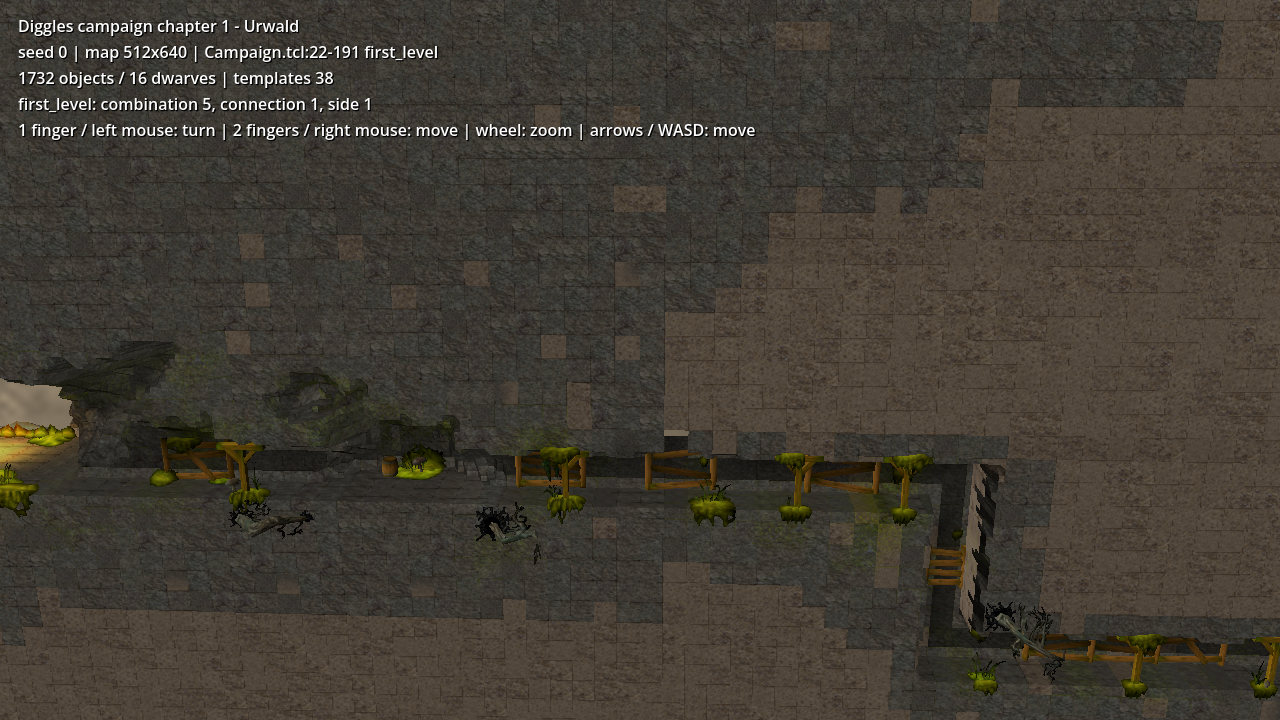 Diggles campaign chapter 1 - Urwald
seed 0 | map 512x640 | Campaign.tcl:22-191 first_level
1732 objects / 16 dwarves | templates 38
first_level: combination 5, connection 1, side 1
1 finger / left mouse: turn | 2 fingers / right mouse: move | wheel: zoom | arrows / WASD: move